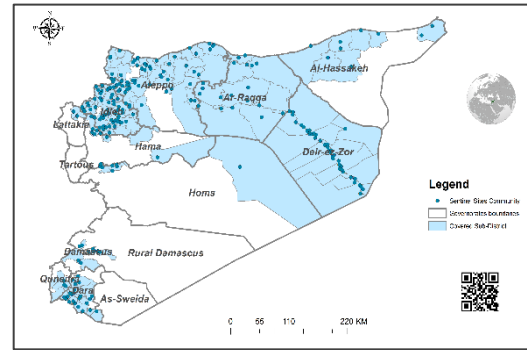 Al-Hassakeh
Aleppo
Ar-Raqqa
Idleb
Lattakia
Hama
Deir-ez-Zor
Tartous
Homs
Legend
Sentinel Sites Community
Governorates boundaries
Covered Sub-District
Damascus
Rural Damascus
Quneitra
Dara
As-Sweida
0 55 110 220 KM